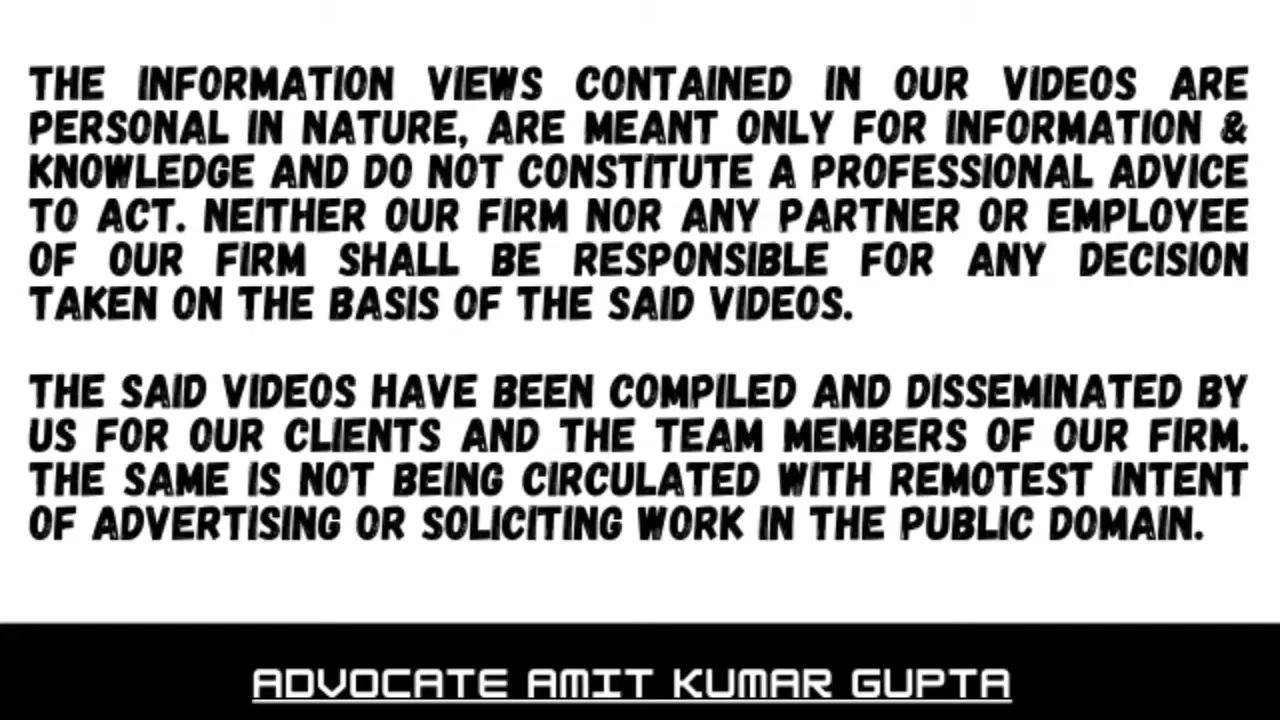 THE INFORMATION VIEWS CONTAINED IN OUR VIDEOS ARE
PERSONAL IN NATURE, ARE MEANT ONLY FOR INFORMATION &
KNOWLEDGE AND DO NOT CONSTITUTE A PROFESSIONAL ADVICE
TO ACT. NEITHER OUR FIRM NOR ANY PARTNER OR EMPLOYEE
OF OUR FIRM SHALL BE RESPONSIBLE FOR ANY DECISION
TAKEN ON THE BASIS OF THE SAID VIDEOS.
THE SAID VIDEOS HAVE BEEN COMPILED AND DISSEMINATED BY
US FOR OUR CLIENTS AND THE TEAM MEMBERS OF OUR FIRM.
THE SAME IS NOT BEING CIRCULATED WITH REMOTEST INTENT
OF ADVERTISING OR SOLICITING WORK IN THE PUBLIC DOMAIN.
ADVOCATE AMIT KUMAR GUPTA